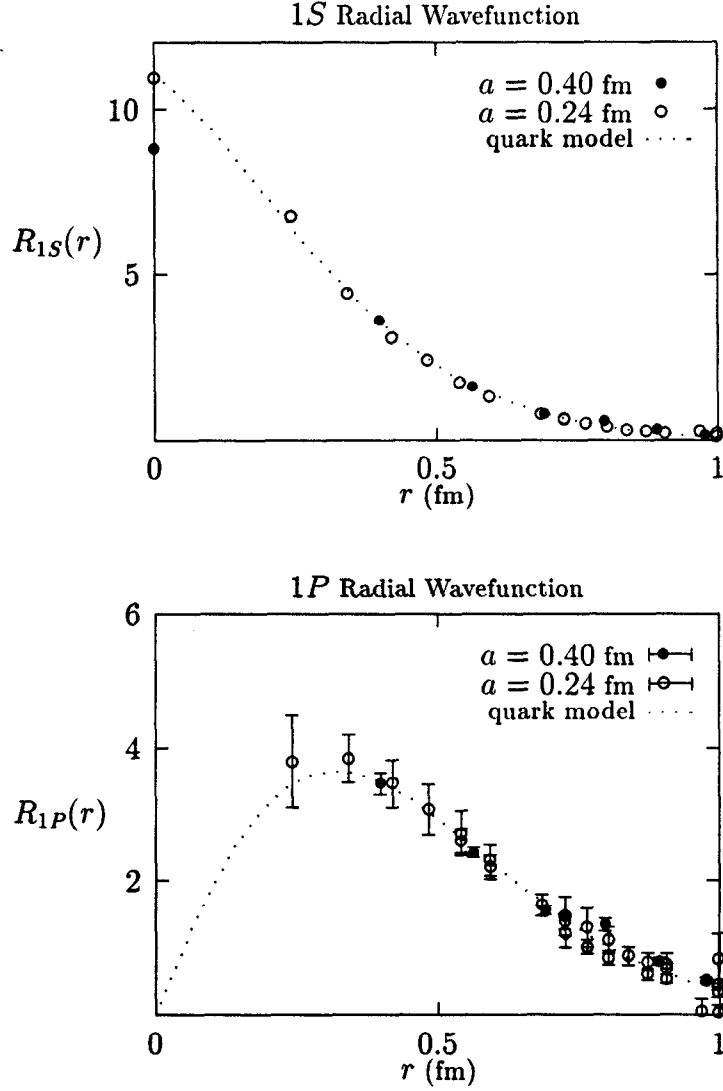 1S Radial Wavefunction
a = 0.40 fm
a = 0.24 fm
quark model
10
5
R1S(r)
0
0.5
1
r (fm)
1P Radial Wavefunction
6
a = 0.40 fm
a = 0.24 fm
quark model
4
R1P(r)
2
0
0.5
1
r (fm)